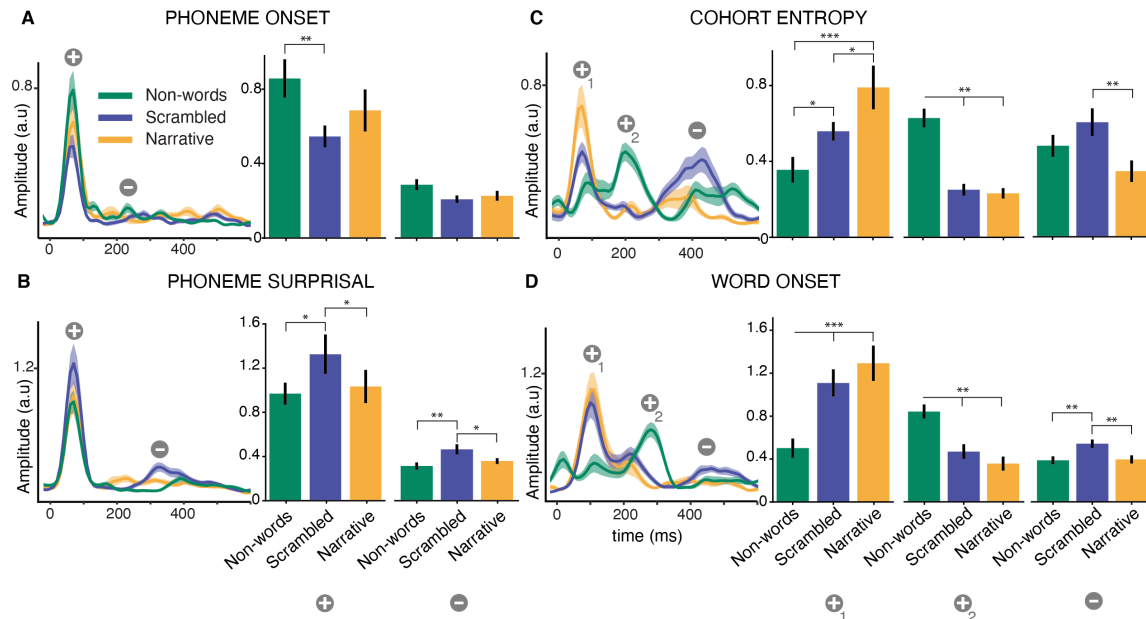 A
PHONEME ONSET
Amplitude (a.u)
0.8
+
−
Non-words
Scrambled
Narrative
0 200 400
0.8
0.4
0
**
C
COHORT ENTROPY
Amplitude (a.u)
0.8
+1
+2
−
0 200 400
0.8
0.4
0
***
*
*
**
**
B
PHONEME SURPRISAL
Amplitude (a.u)
1.2
+
−
0 200 400
1.6
1.2
0.8
0.4
0
*
*
**
*
Non-words
Scrambled
Narrative
Non-words
Scrambled
Narrative
+
−
D
WORD ONSET
Amplitude (a.u)
1.2
+1
+2
−
0 200 400
time (ms)
1.6
1.2
0.8
0.4
0
***
**
**
**
Non-words
Scrambled
Narrative
Non-words
Scrambled
Narrative
Non-words
Scrambled
Narrative
+1
+2
−